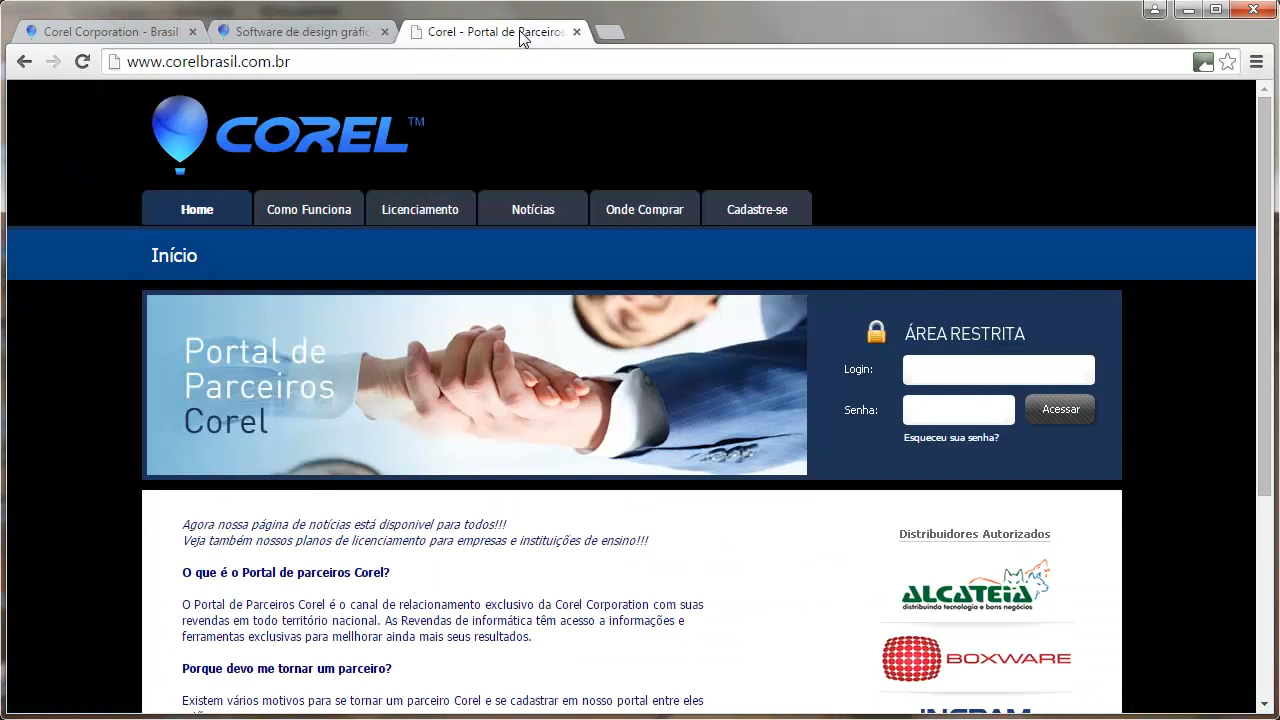 Corel Corporation - Brasil
Software de design gráfic
Corel - Portal de Parceiros
www.corelbrasil.com.br
COREL™
Home
Como Funciona
Licenciamento
Notícias
Onde Comprar
Cadastre-se
Início
Portal de
Parceiros
Corel
ÁREA RESTRITA
Login:
Senha:
Acessar
Esqueceu sua senha?
Agora nossa página de notícias está disponivel para todos!!!
Veja também nossos planos de licenciamento para empresas e instituições de ensino!!!
O que é o Portal de parceiros Corel?
O Portal de Parceiros Corel é o canal de relacionamento exclusivo da Corel Corporation com suas
revendas em todo território nacional. As Revendas de informática têm acesso a informações e
ferramentas exclusivas para mellhorar ainda mais seus resultados.
Porque devo me tornar um parceiro?
Existem vários motivos para se tornar um parceiro Corel e se cadastrar em nosso portal entre eles
Distribuidores Autorizados
ALCATEIA
distribuindo tecnologia e bons negócios
BOXWARE
INGRAM